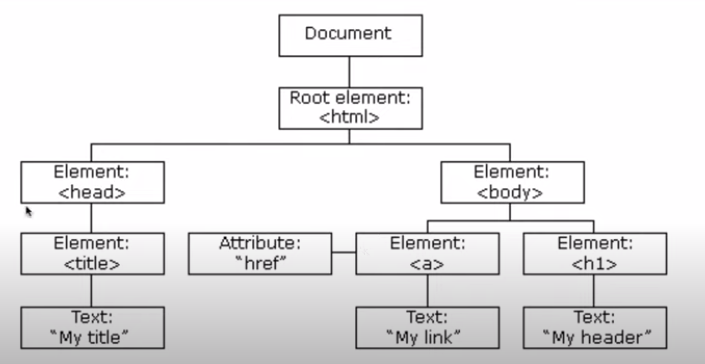 Document
Root element:
<html>
Element:
<head>
Element:
<body>
Element:
<title>
Attribute:
“href”
Element:
<a>
Element:
<h1>
Text:
“My title”
Text:
“My link”
Text:
“My header”